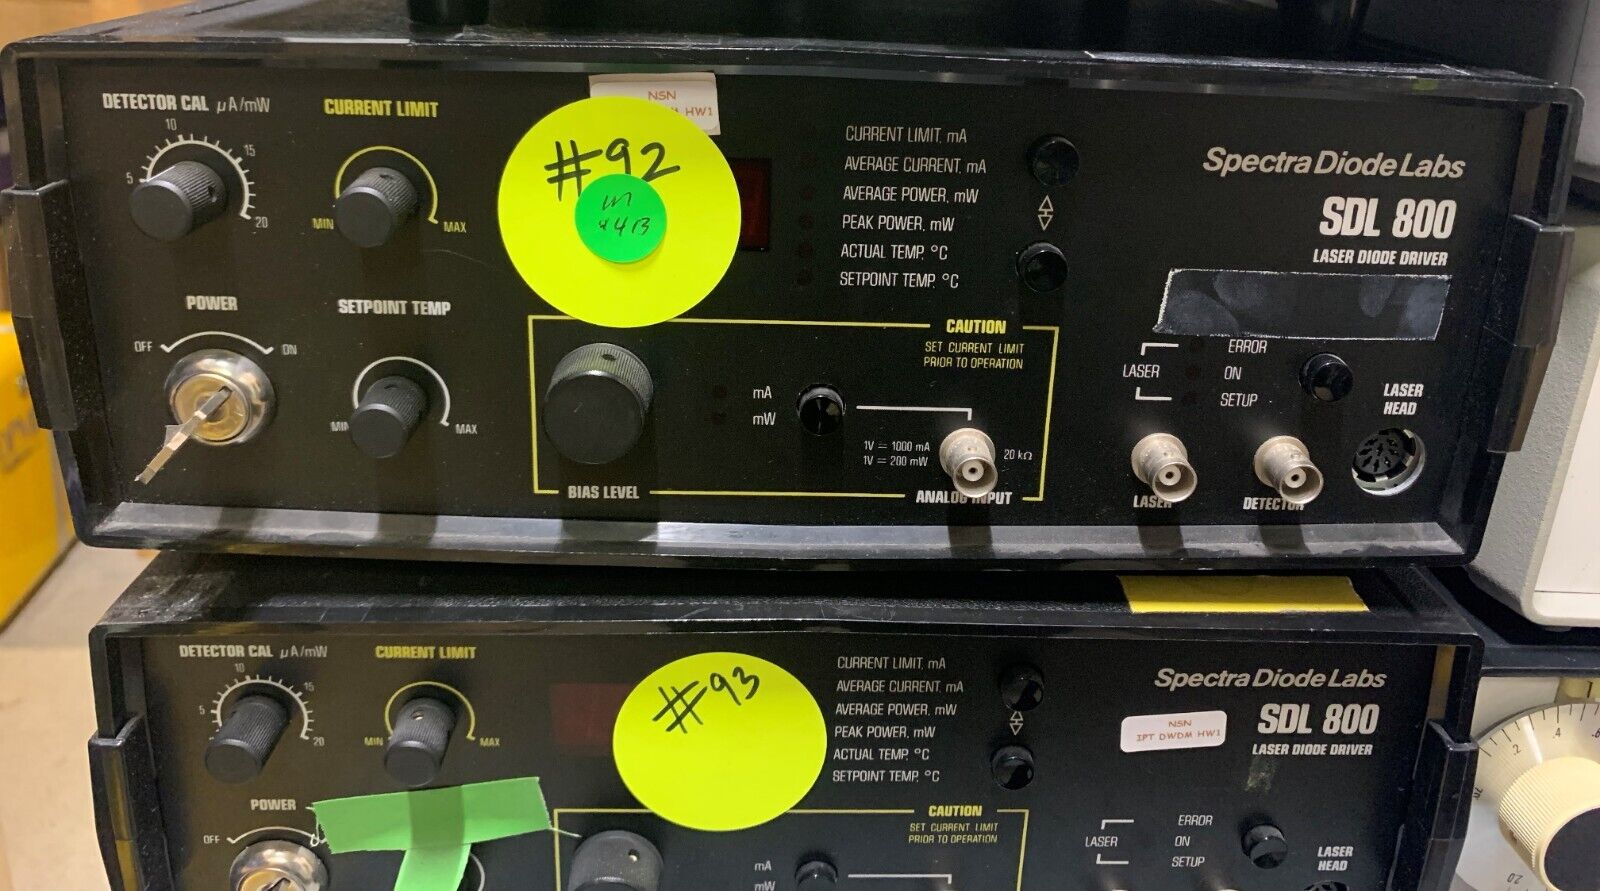 DETECTOR CAL µA/mW
10
5
15
20
CURRENT LIMIT
MIN
MAX
NSN
HW1
#92
CURRENT LIMIT, mA
AVERAGE CURRENT, mA
AVERAGE POWER, mW
PEAK POWER, mW
ACTUAL TEMP, °C
SETPOINT TEMP, °C
Spectra Diode Labs
SDL 800
LASER DIODE DRIVER
POWER
OFF
ON
SETPOINT TEMP
MIN
MAX
CAUTION
SET CURRENT LIMIT
PRIOR TO OPERATION
mA
mW
1V = 1000 mA
1V = 200 mW
20 kΩ
BIAS LEVEL
ANALOG INPUT
LASER
ERROR
ON
SETUP
LASER
HEAD
LASER
DETECTOR
DETECTOR CAL µA/mW
10
5
15
20
CURRENT LIMIT
MIN
MAX
#93
CURRENT LIMIT, mA
AVERAGE CURRENT, mA
AVERAGE POWER, mW
PEAK POWER, mW
ACTUAL TEMP, °C
SETPOINT TEMP, °C
Spectra Diode Labs
NSN
IPT DWDM HW1
SDL 800
LASER DIODE DRIVER
POWER
OFF
CAUTION
SET CURRENT LIMIT
PRIOR TO OPERATION
mA
mW
LASER
ERROR
ON
SETUP
LASER
HEAD
.2
.4
.6